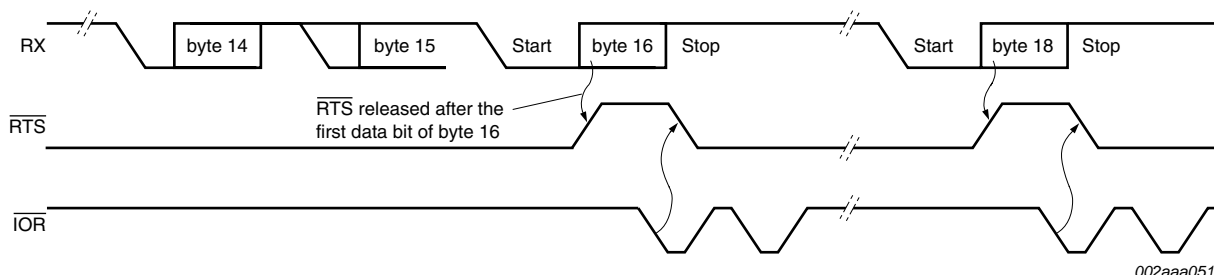 RX
byte 14
byte 15
Start
byte 16
Stop
Start
byte 18
Stop
RTS
RTS released after the
first data bit of byte 16
IOR
002aaa051